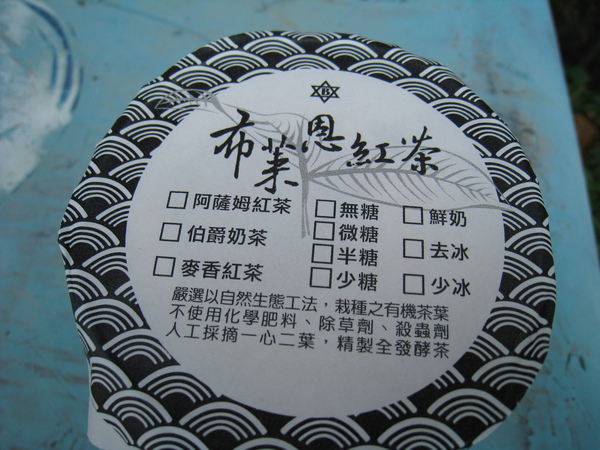 B
布萊恩紅茶
□阿薩姆紅茶 □無糖 □鮮奶
□伯爵奶茶 □微糖 □去冰
□半糖
□麥香紅茶 □少糖 □少冰
嚴選以自然生態工法，栽種之有機茶葉
不使用化學肥料、除草劑、殺蟲劑
人工採摘一心二葉，精製全發酵茶